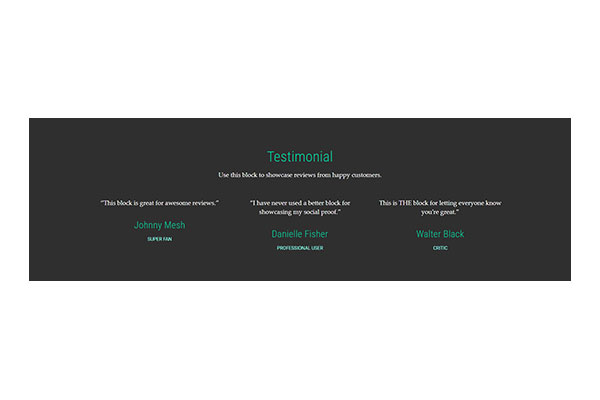 Testimonial
Use this block to showcase reviews from happy customers.
“This block is great for awesome reviews.”
Johnny Mesh
SUPER FAN
“I have never used a better block for
showcasing my social proof.”
Danielle Fisher
PROFESSIONAL USER
This is THE block for letting everyone know
you're great.”
Walter Black
CRITIC